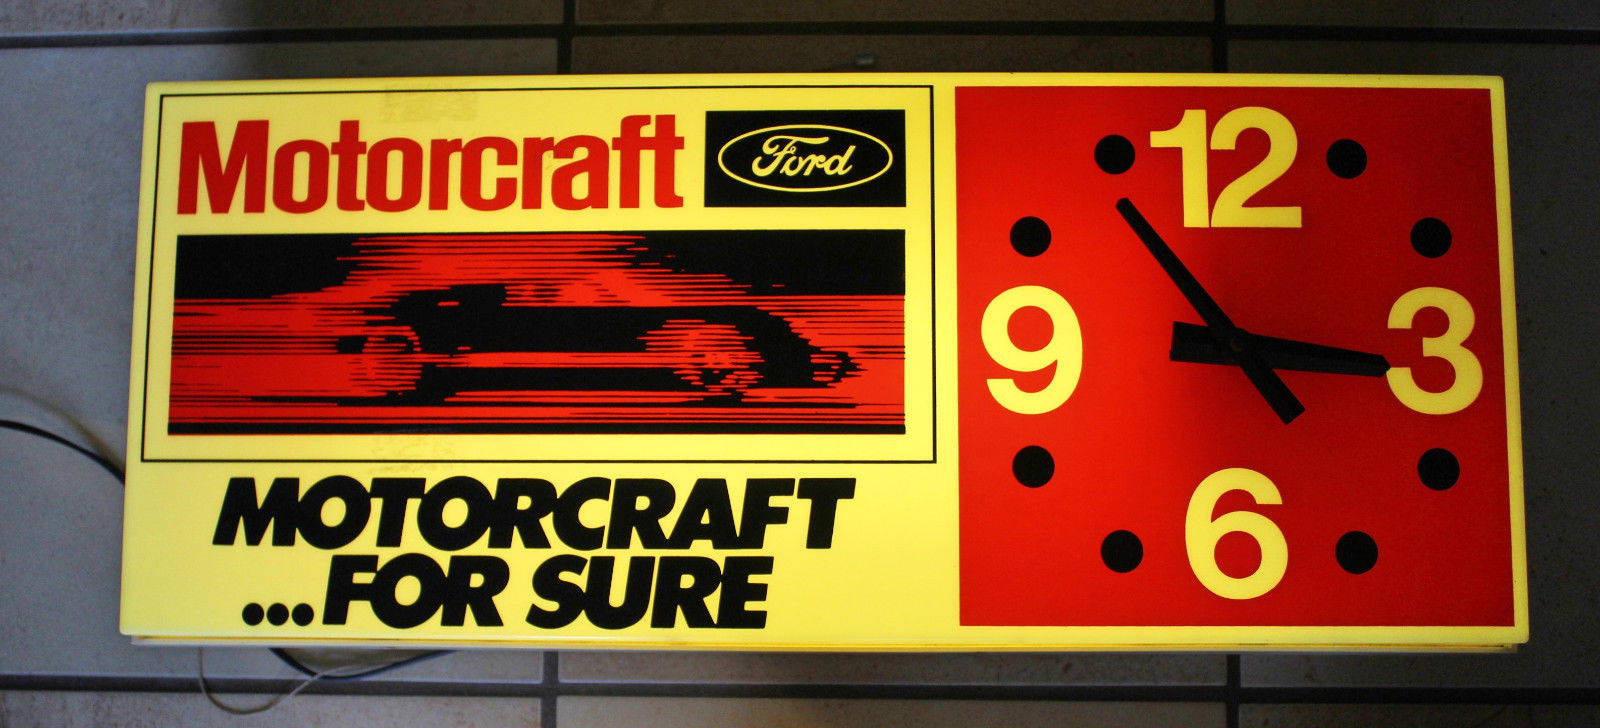 Motorcraft Ford
MOTORCRAFT
...FOR SURE
12
9 3
6